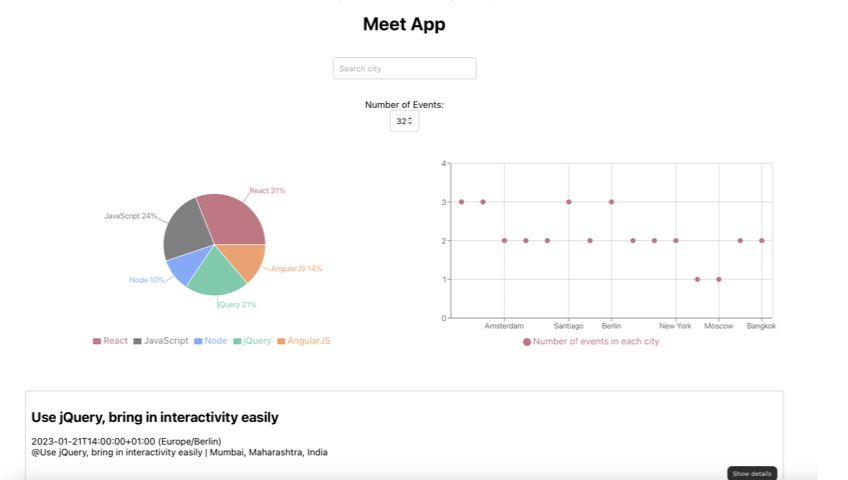 Meet App
Search city
Number of Events:
32
React 31%
JavaScript 24%
AngularJS 14%
Node 10%
jQuery 21%
React JavaScript Node jQuery AngularJS
4
3
2
1
0
Amsterdam Santiago Berlin New York Moscow Bangkok
Number of events in each city
Use jQuery, bring in interactivity easily
2023-01-21T14:00:00+01:00 (Europe/Berlin)
@Use jQuery, bring in interactivity easily | Mumbai, Maharashtra, India
Show details